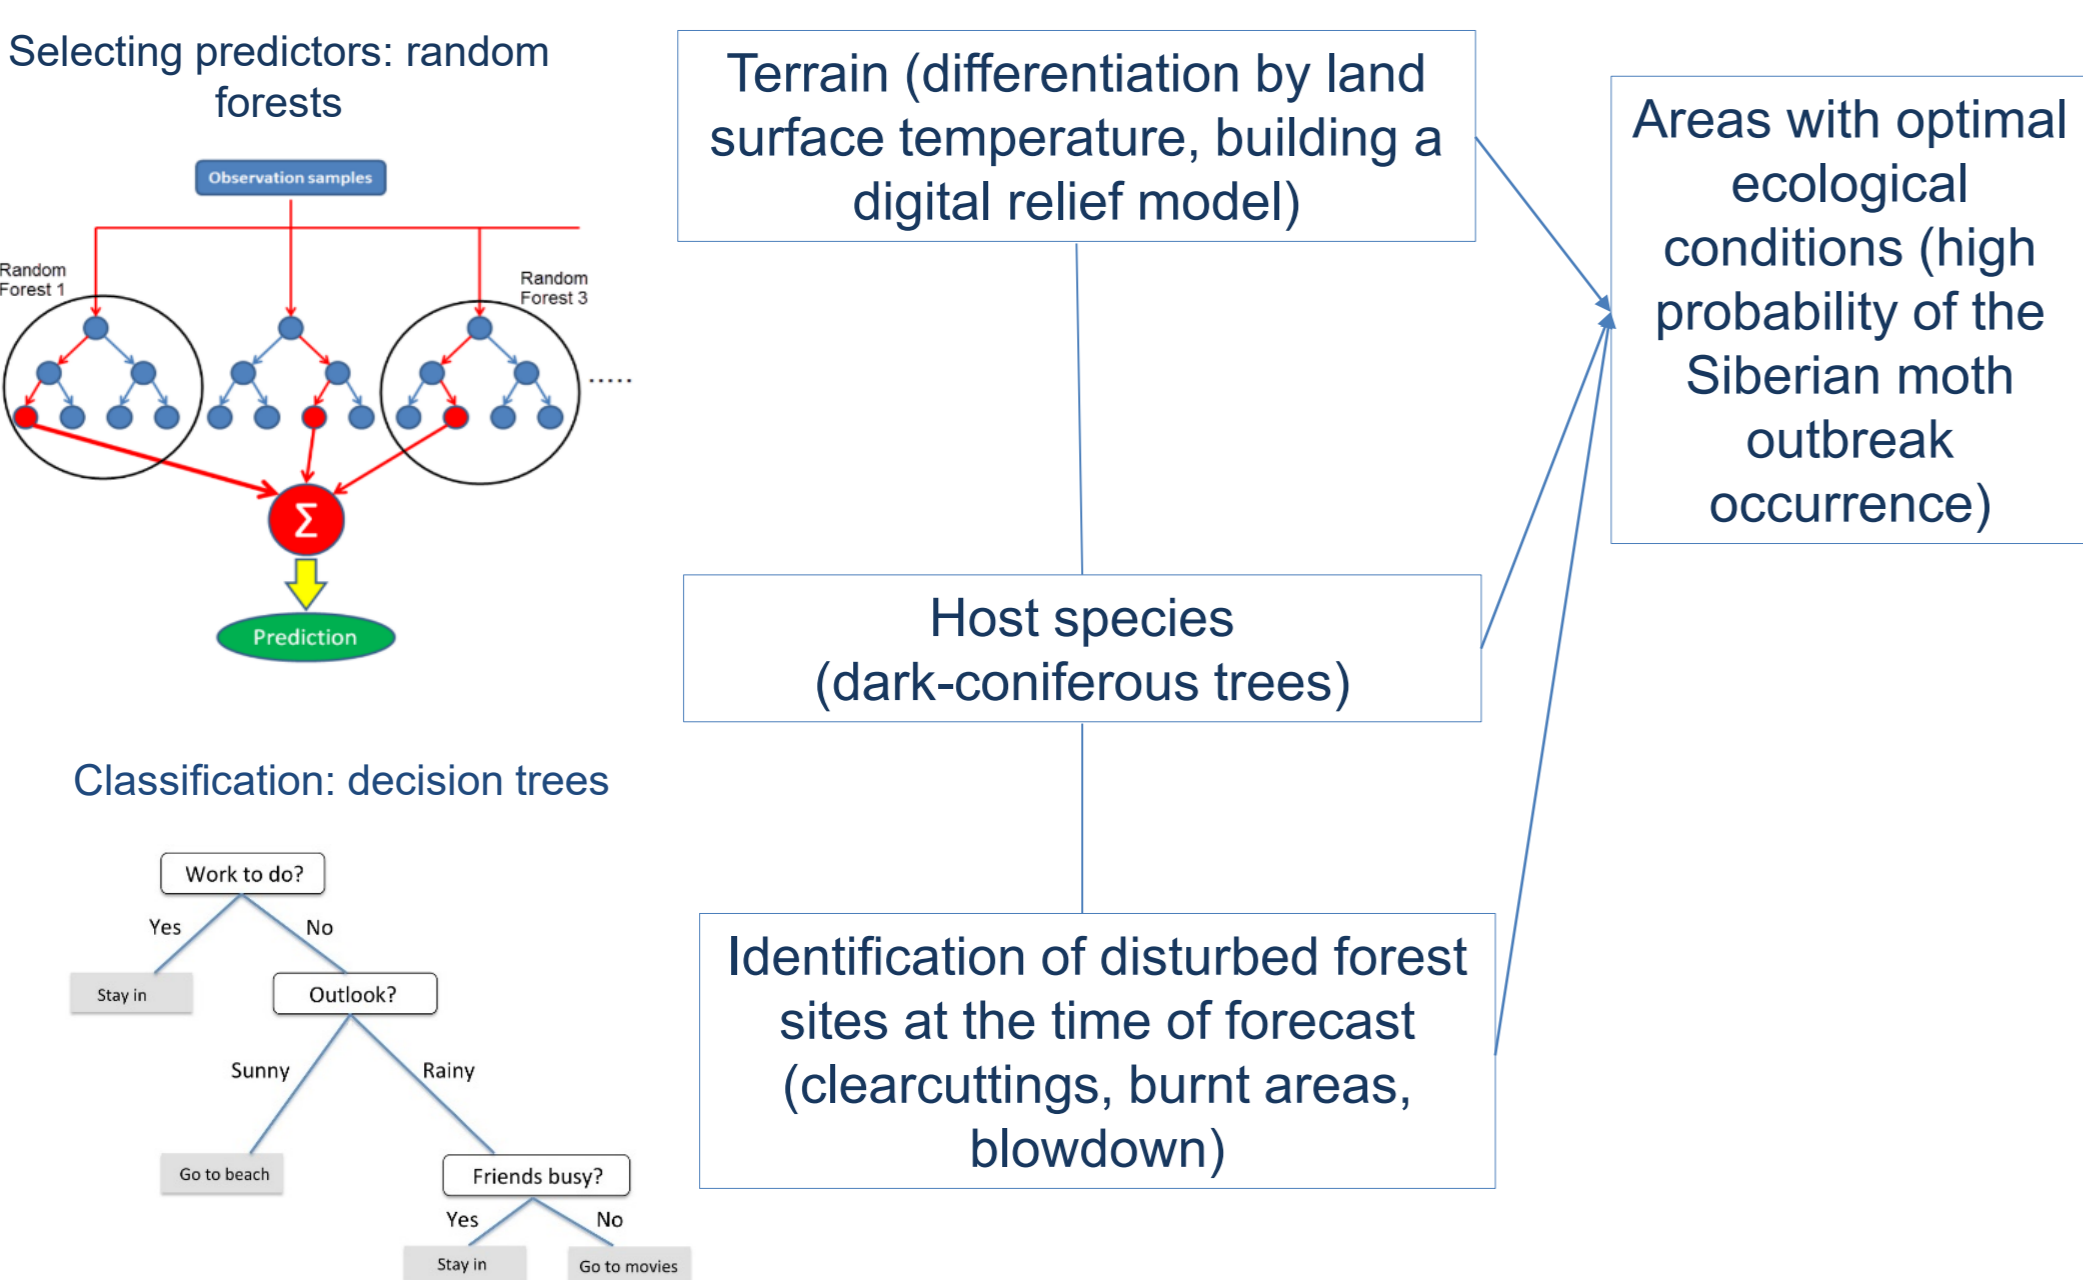 Selecting predictors: random
forests
Observation samples
Random
Forest 1
Random
Forest 3
.....
Σ
Prediction
Classification: decision trees
Work to do?
Yes
No
Stay in
Outlook?
Sunny
Rainy
Go to beach
Friends busy?
Yes
No
Stay in
Go to movies
Terrain (differentiation by land
surface temperature, building a
digital relief model)
Host species
(dark-coniferous trees)
Identification of disturbed forest
sites at the time of forecast
(clearcuttings, burnt areas,
blowdown)
Areas with optimal
ecological
conditions (high
probability of the
Siberian moth
outbreak
occurrence)